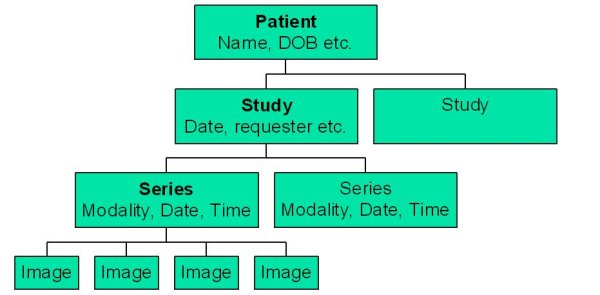 Patient
Name, DOB etc.
Study
Date, requester etc.
Study
Series
Modality, Date, Time
Series
Modality, Date, Time
Image
Image
Image
Image